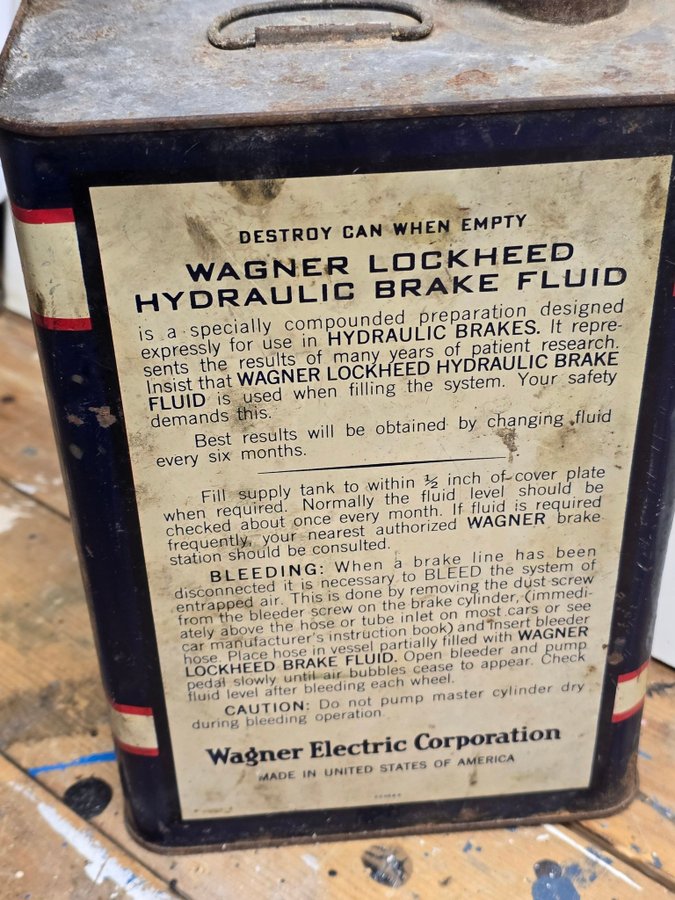 DESTROY CAN WHEN EMPTY
WAGNER LOCKHEED
HYDRAULIC BRAKE FLUID
is a specially compounded preparation designed
expressly for use in HYDRAULIC BRAKES. It repre-
sents the results of many years of patient research.
Insist that WAGNER LOCKHEED HYDRAULIC BRAKE
FLUID is used when filling the system. Your safety
demands this.
Best results will be obtained by changing fluid
every six months.
Fill supply tank to within ½ inch of cover plate
when required. Normally the fluid level should be
checked about once every month. If fluid is required
frequently, your nearest authorized WAGNER brake
station should be consulted.
BLEEDING: When a brake line has been
disconnected it is necessary to BLEED the system of
entrapped air. This is done by removing the dust screw
from the bleeder screw on the brake cylinder, (immedi-
ately above the hose or tube inlet on most cars or see
car manufacturer's instruction book) and insert bleeder
hose. Place hose in vessel partially filled with WAGNER
LOCKHEED BRAKE FLUID. Open bleeder and pump
pedal slowly until air bubbles cease to appear. Check
fluid level after bleeding each wheel.
CAUTION: Do not pump master cylinder dry
during bleeding operation.
Wagner Electric Corporation
MADE IN UNITED STATES OF AMERICA